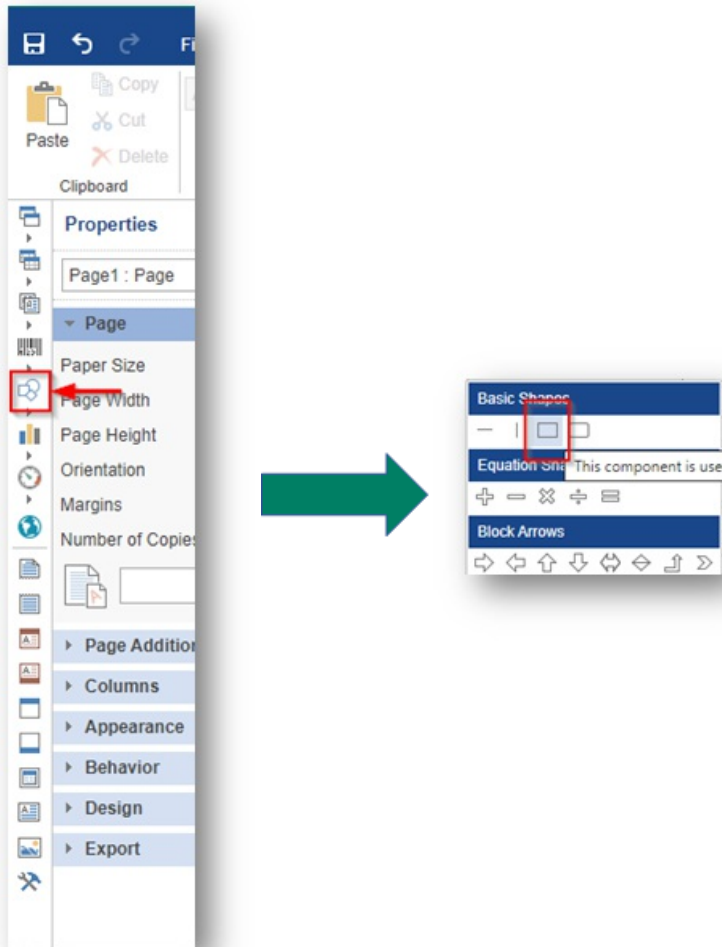 Fi
Copy
Cut
Paste
Delete
Clipboard
Properties
Page1 : Page
Page
Paper Size
Page Width
Page Height
Orientation
Margins
Number of Copies
Page Addition
Columns
Appearance
Behavior
Design
Export
Basic Shapes
Equation Sha
This component is use
Block Arrows